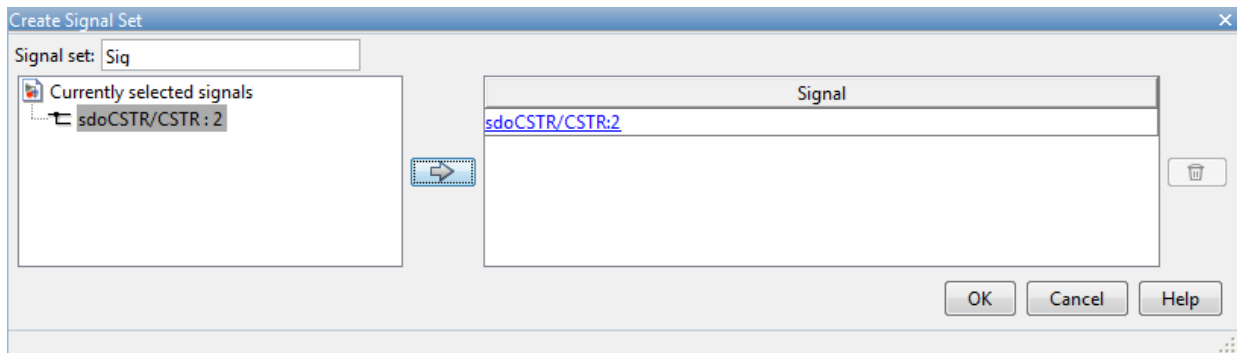 Create Signal Set
Signal set: Sig
Currently selected signals
sdoCSTR/CSTR : 2
Signal
sdoCSTR/CSTR:2
OK Cancel Help